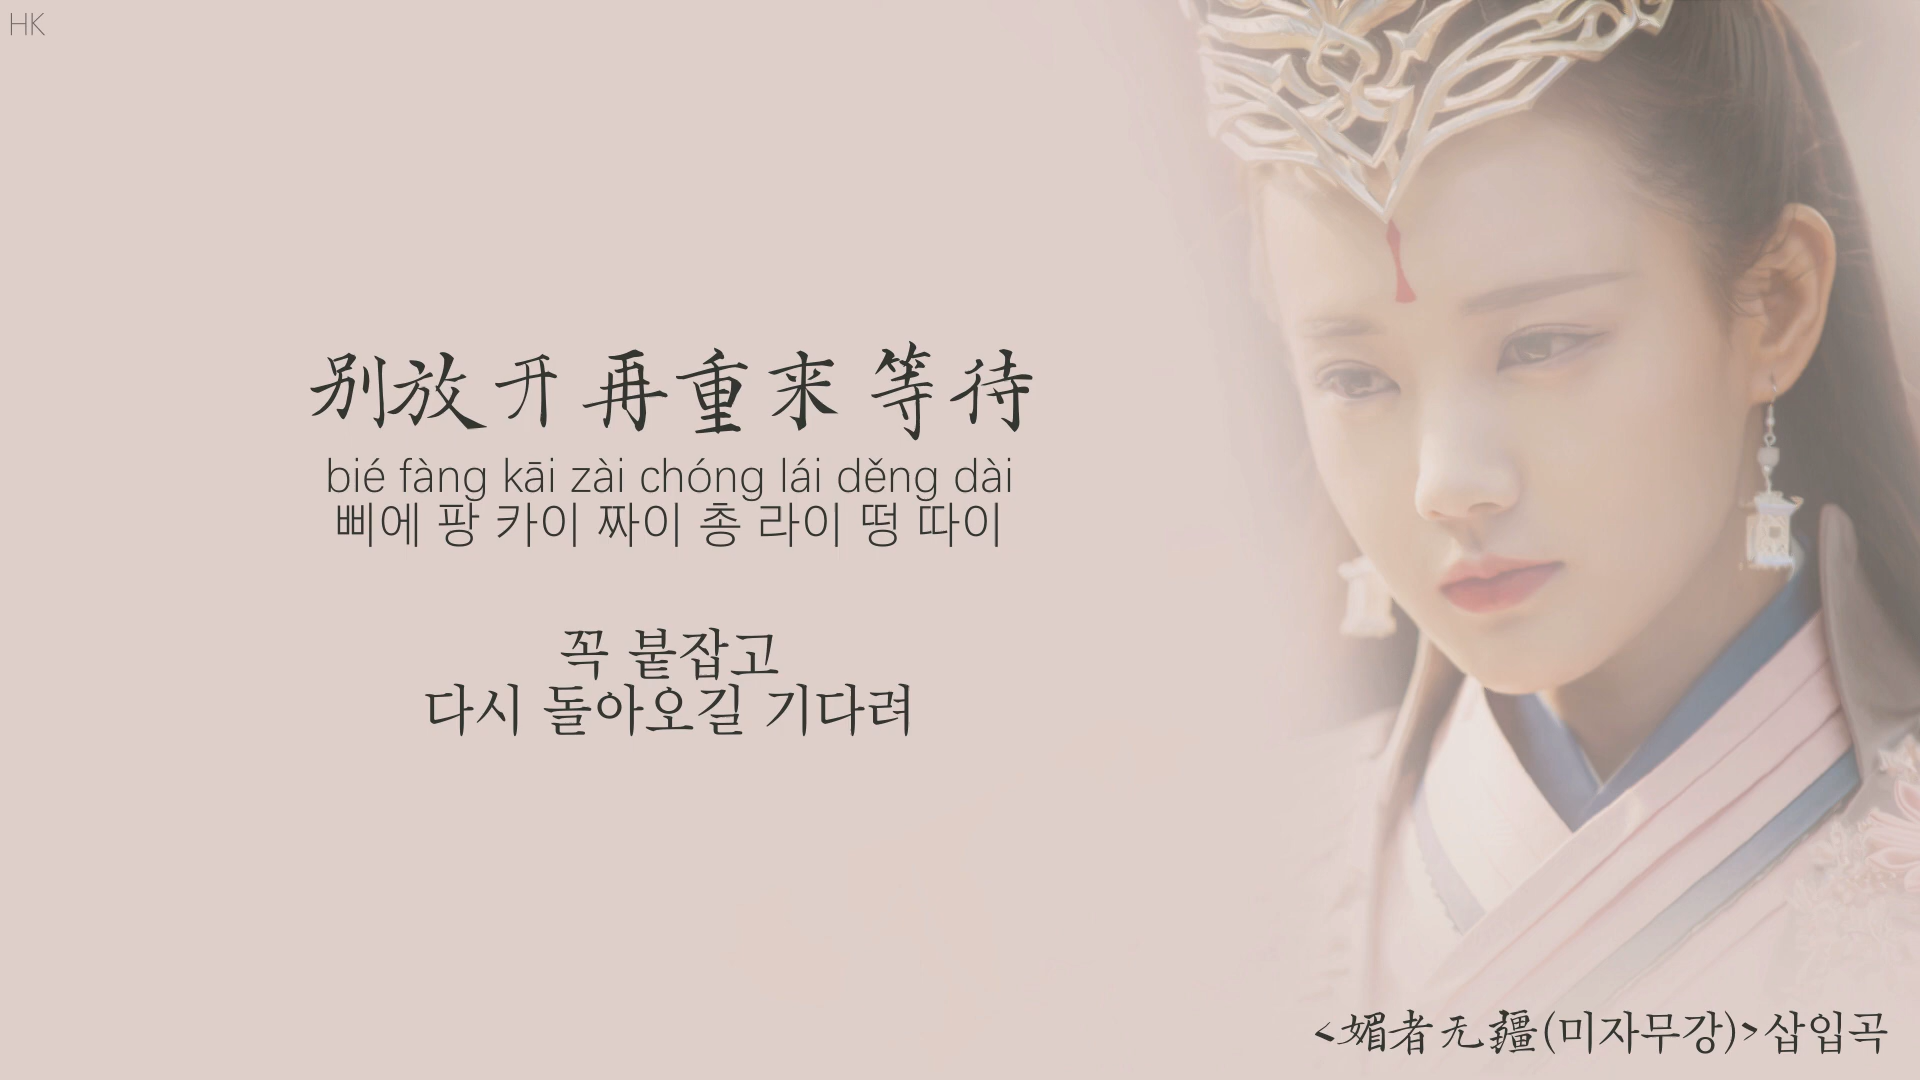 HK
别放开再重来 等待
bié fàng kāi zài chóng lái děng dài
삐에 팡 카이 짜이 총 라이 떵 따이
꼭 붙잡고
다시 돌아오길 기다려
<媚者无疆(미자무강)>삽입곡